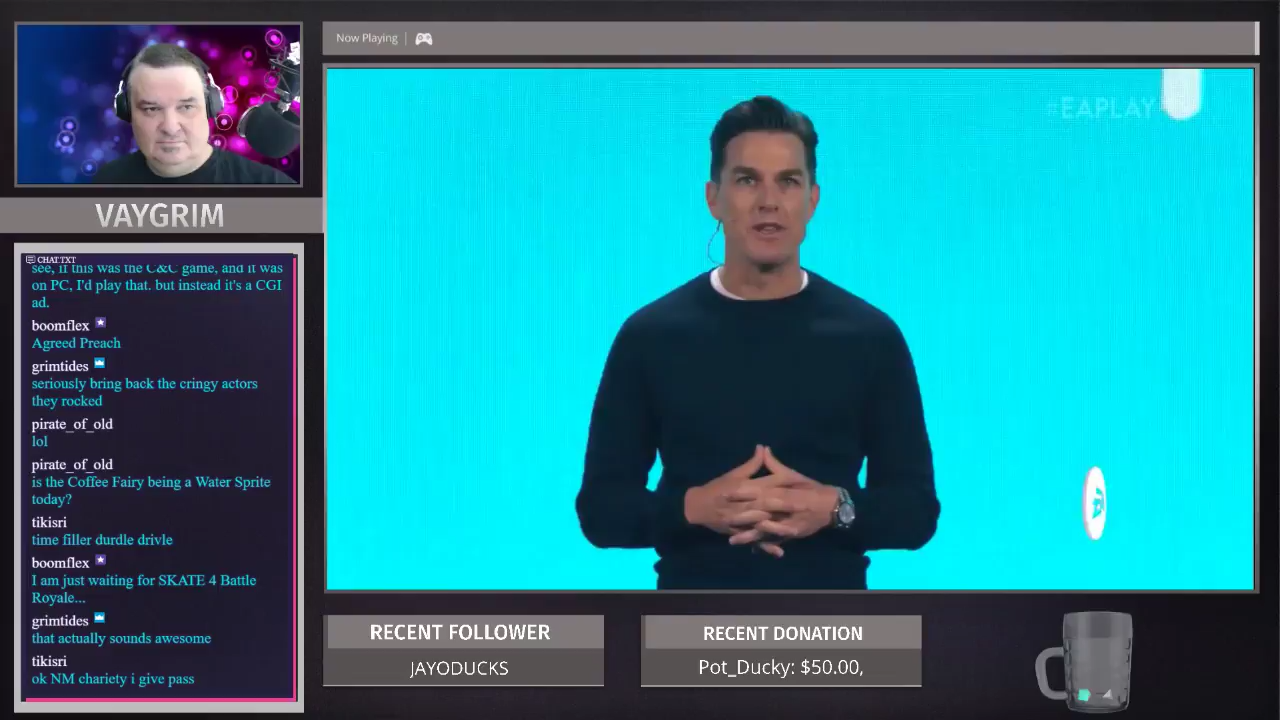 Now Playing
#EAPLAY
VAYGRIM
CHAT.TXT
see, if this was the C&C game, and it was
on PC, I'd play that. but instead it's a CGI
ad.
boomflex
Agreed Preach
grimtides
seriously bring back the cringy actors
they rocked
pirate_of_old
lol
pirate_of_old
is the Coffee Fairy being a Water Sprite
today?
tikisri
time filler durdle drivle
boomflex
I am just waiting for SKATE 4 Battle
Royale...
grimtides
that actually sounds awesome
tikisri
ok NM chariety i give pass
RECENT FOLLOWER
JAYODUCKS
RECENT DONATION
Pot_Ducky: $50.00,